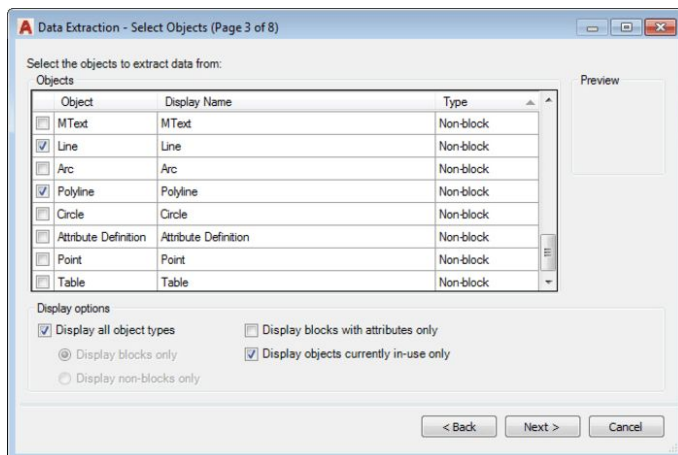 A Data Extraction - Select Objects (Page 3 of 8)
Select the objects to extract data from:
Objects
Preview
Object Display Name Type
MText MText Non-block
Line Line Non-block
Arc Arc Non-block
Polyline Polyline Non-block
Circle Circle Non-block
Attribute Definition Attribute Definition Non-block
Point Point Non-block
Table Table Non-block
Display options
Display all object types Display blocks with attributes only
Display blocks only Display objects currently in-use only
Display non-blocks only
< Back Next > Cancel